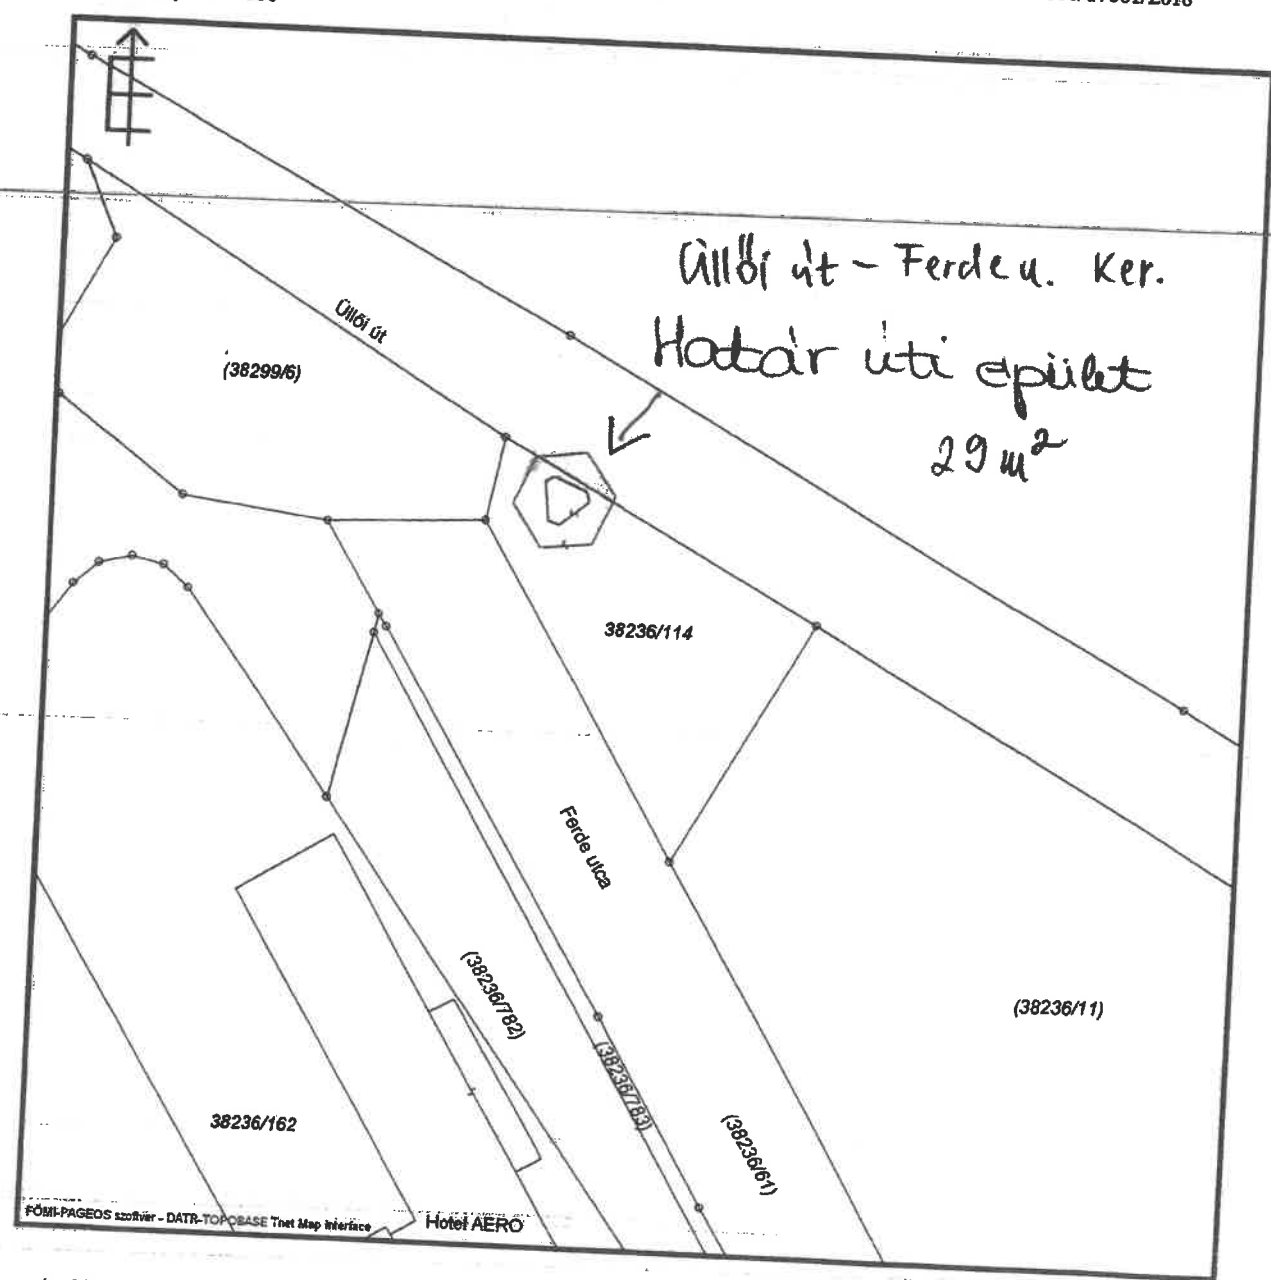 Üllői út - Ferde u. Ker.
Határ úti épület
29 m²
Üllői út
(38299/6)
38236/114
Ferde utca
(38236/782)
(38236/11)
(38236/783)
38236/162
(38236/61)
FÖMI-PAGEOS szoftver - DATR-TOPOBASE Tnet Map Interface
Hotel AERO